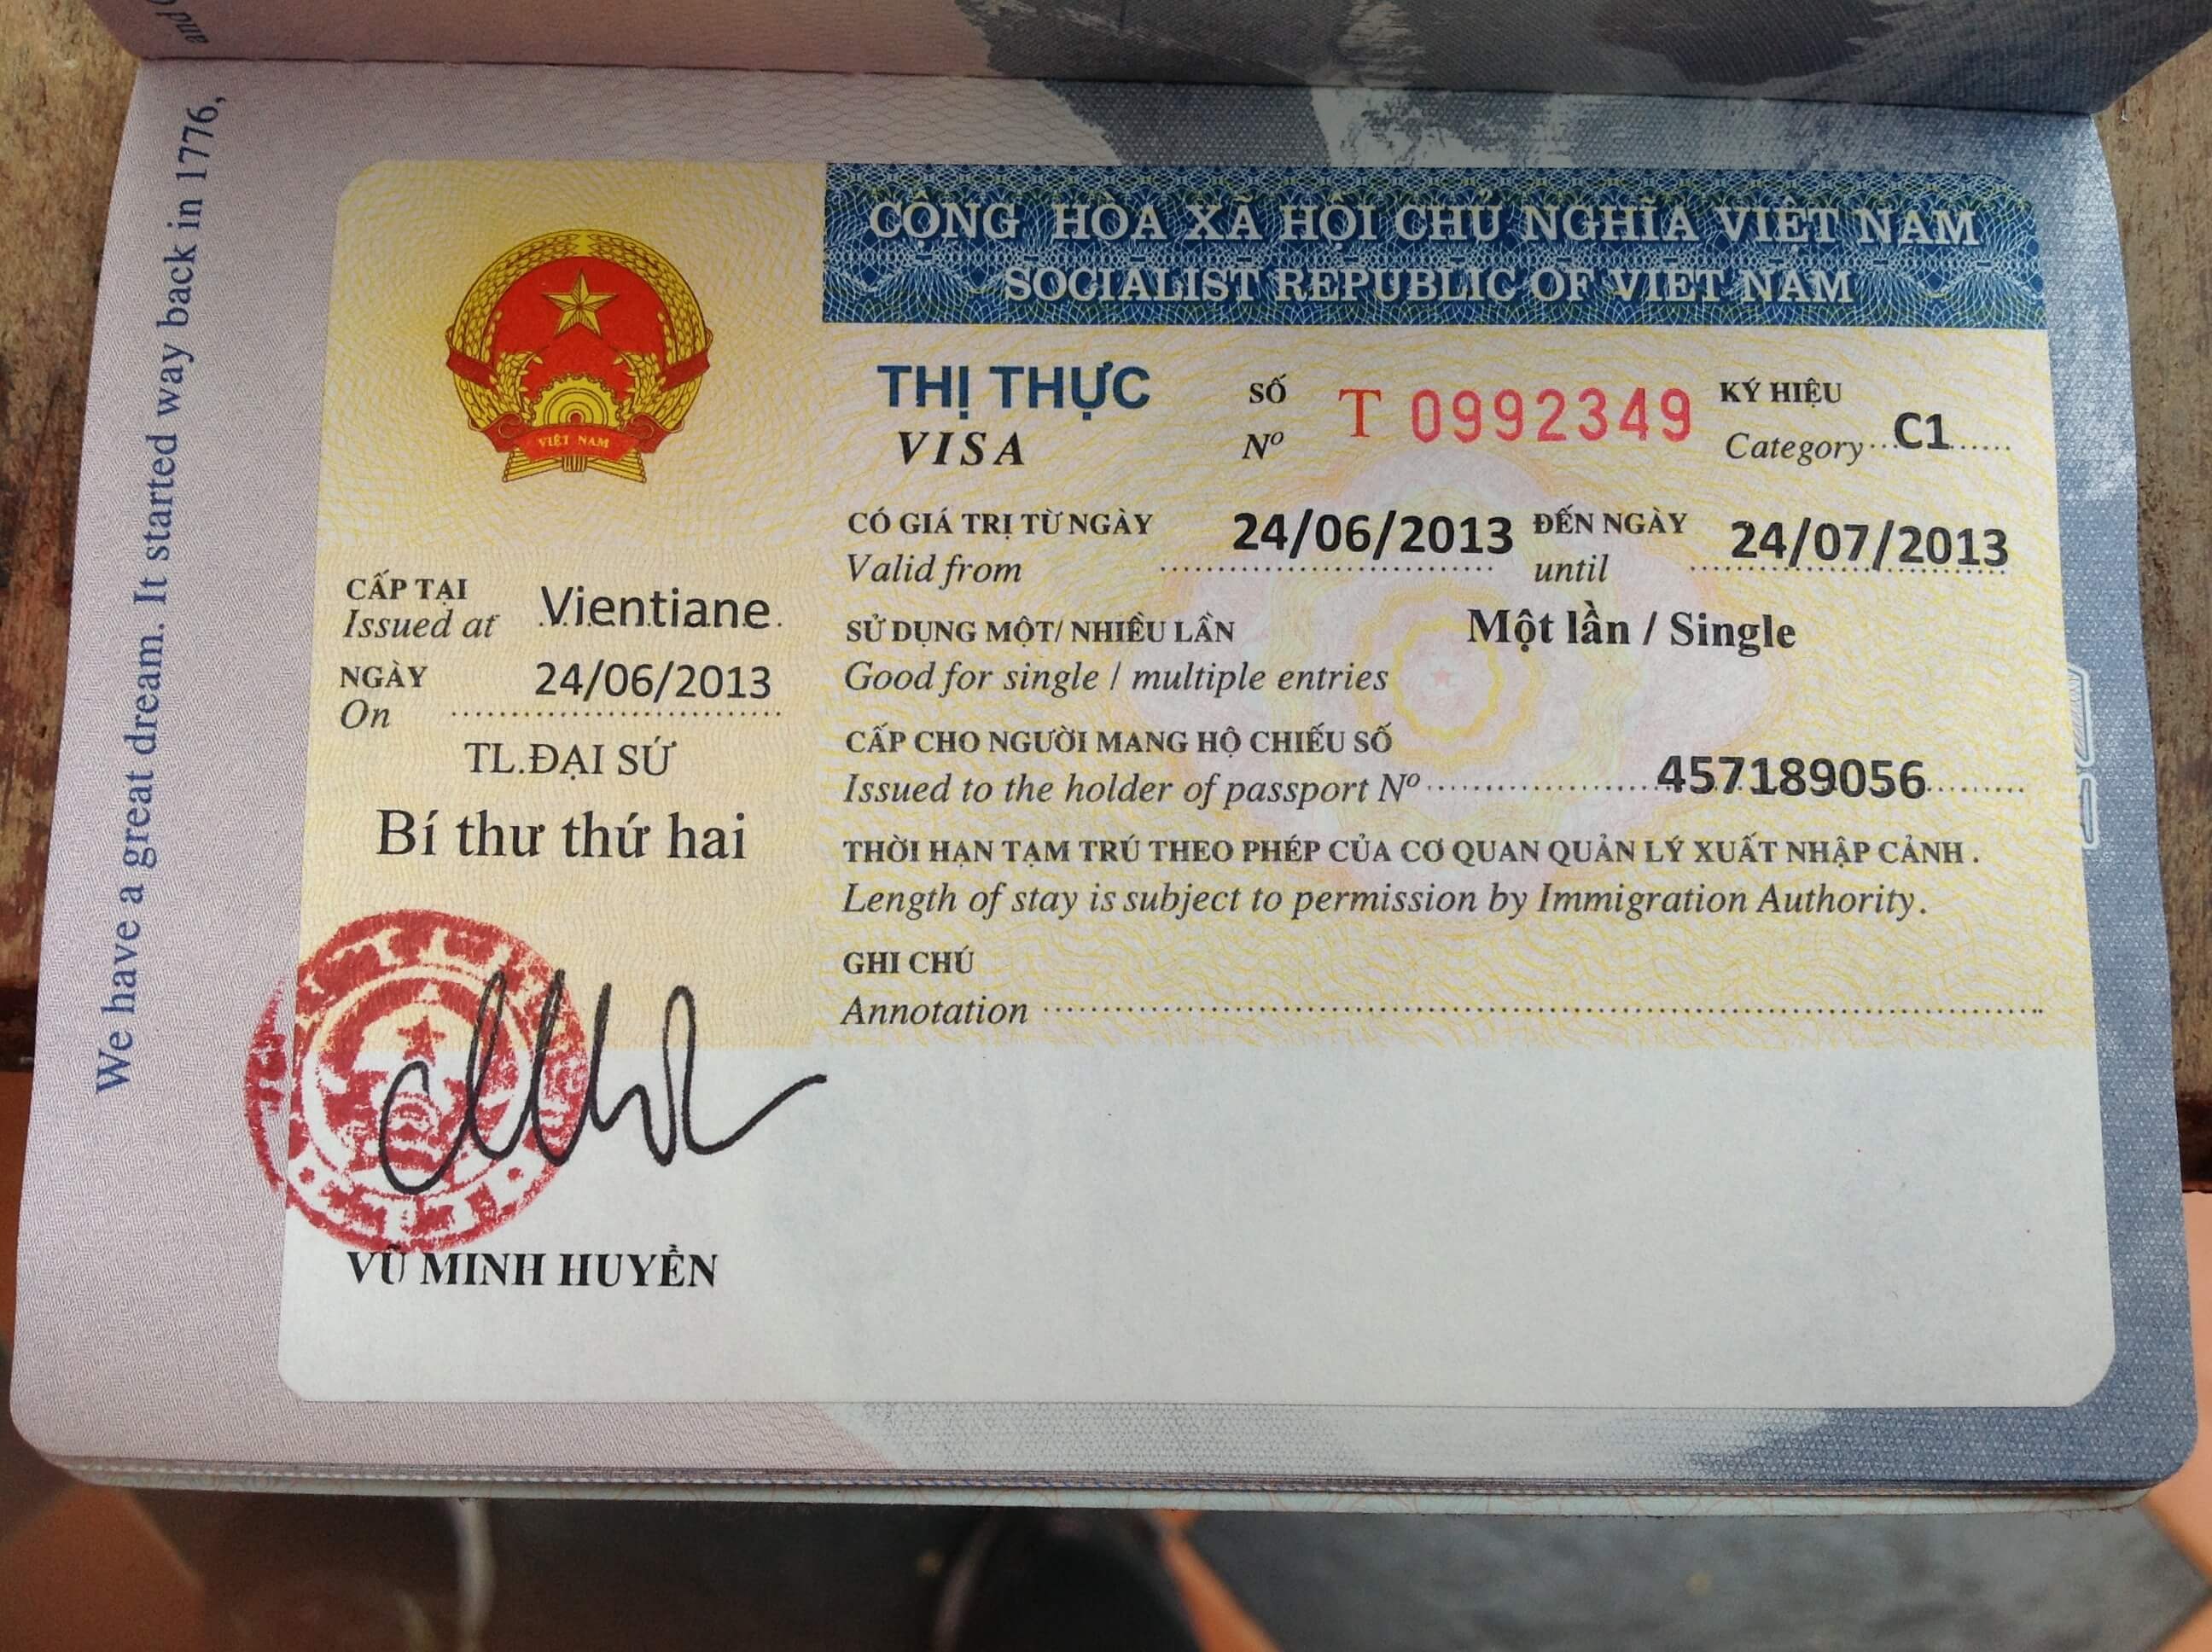 and
We have a great dream. It started way back in 1776,
VIỆT NAM
CỘNG HÒA XÃ HỘI CHỦ NGHĨA VIỆT NAM
SOCIALIST REPUBLIC OF VIET NAM
THỊ THỰC
VISA
SỐ
Nº
T 0992349
KÝ HIỆU
Category C1
CÓ GIÁ TRỊ TỪ NGÀY 24/06/2013 ĐẾN NGÀY 24/07/2013
Valid from until
SỬ DỤNG MỘT/ NHIỀU LẦN Một lần / Single
Good for single / multiple entries
CẤP CHO NGƯỜI MANG HỘ CHIẾU SỐ
Issued to the holder of passport Nº 457189056
THỜI HẠN TẠM TRÚ THEO PHÉP CỦA CƠ QUAN QUẢN LÝ XUẤT NHẬP CẢNH .
Length of stay is subject to permission by Immigration Authority.
GHI CHÚ
Annotation
CẤP TẠI
Issued at Vientiane
NGÀY
On 24/06/2013
TL.ĐẠI SỨ
Bí thư thứ hai
VŨ MINH HUYỀN